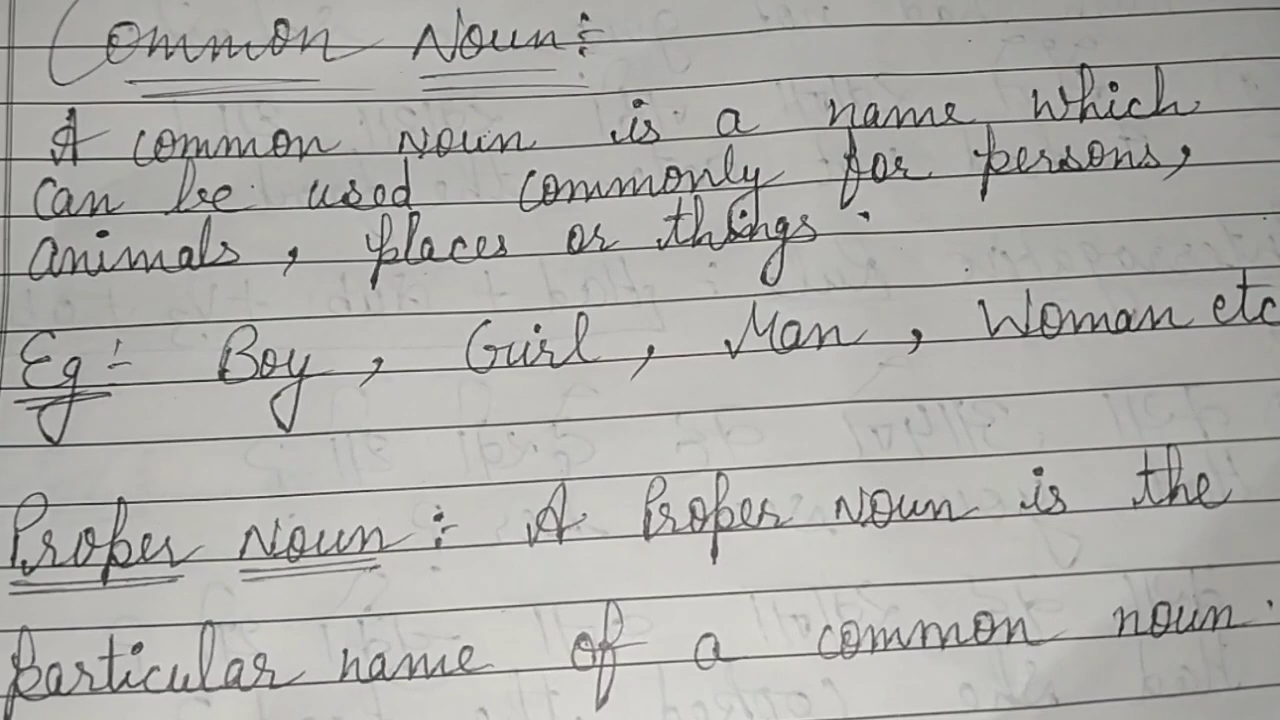 Common Noun :-
A common noun is a name which
can be used commonly for persons,
animals, places or things.
Eg :- Boy, Girl, Man, Woman etc
Proper Noun :- A Proper noun is the
particular name of a common noun.